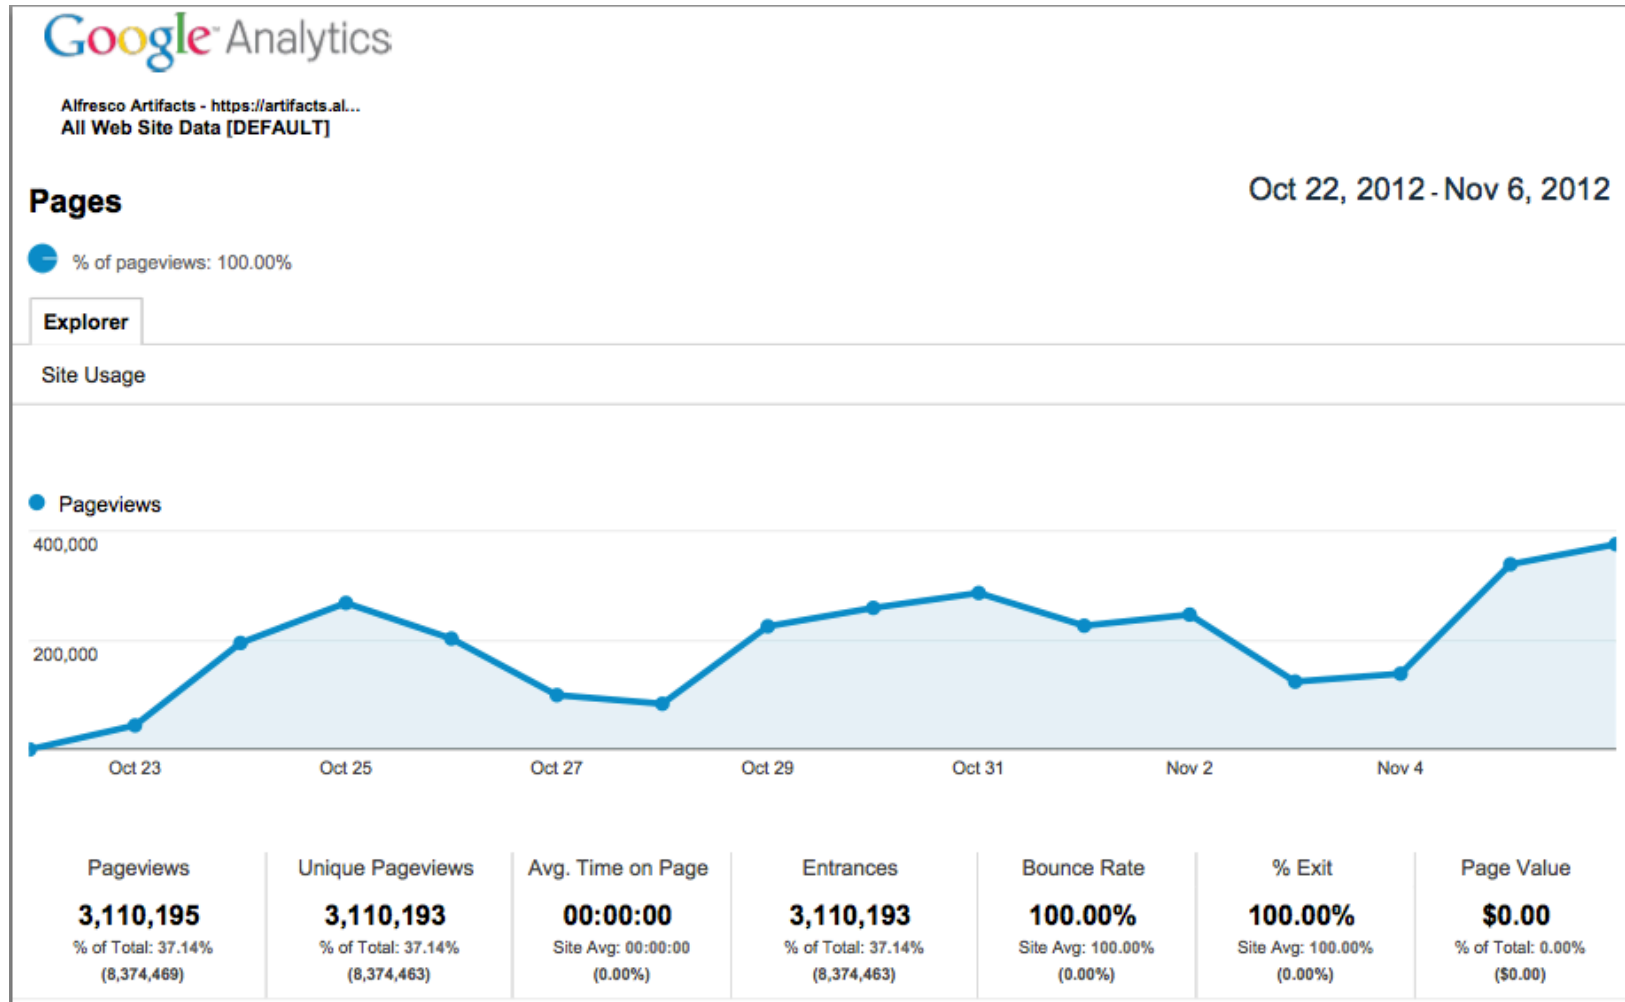 Google™ Analytics
Alfresco Artifacts - https://artifacts.al...
All Web Site Data [DEFAULT]
Pages
Oct 22, 2012 - Nov 6, 2012
% of pageviews: 100.00%
Explorer
Site Usage
Pageviews
400,000
200,000
Oct 23 Oct 25 Oct 27 Oct 29 Oct 31 Nov 2 Nov 4
Pageviews Unique Pageviews Avg. Time on Page Entrances Bounce Rate % Exit Page Value
3,110,195 3,110,193 00:00:00 3,110,193 100.00% 100.00% $0.00
% of Total: 37.14% % of Total: 37.14% Site Avg: 00:00:00 % of Total: 37.14% Site Avg: 100.00% Site Avg: 100.00% % of Total: 0.00%
(8,374,469) (8,374,463) (0.00%) (8,374,463) (0.00%) (0.00%) ($0.00)